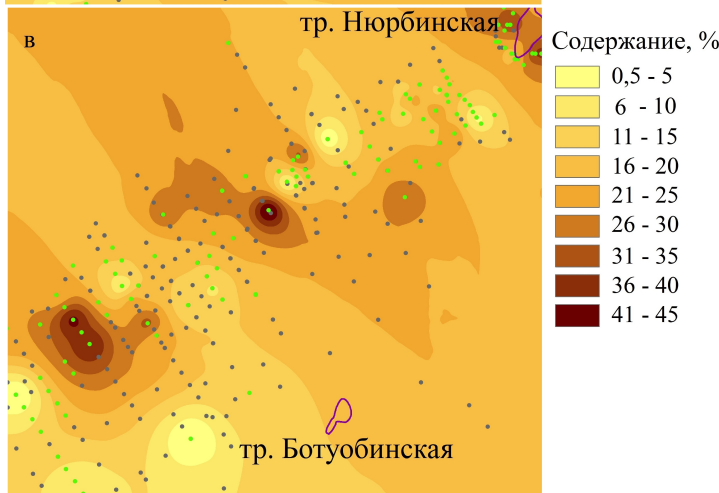 тр. Нюрбинская
в
Содержание, %
0,5 - 5
6 - 10
11 - 15
16 - 20
21 - 25
26 - 30
31 - 35
36 - 40
41 - 45
тр. Ботуобинская